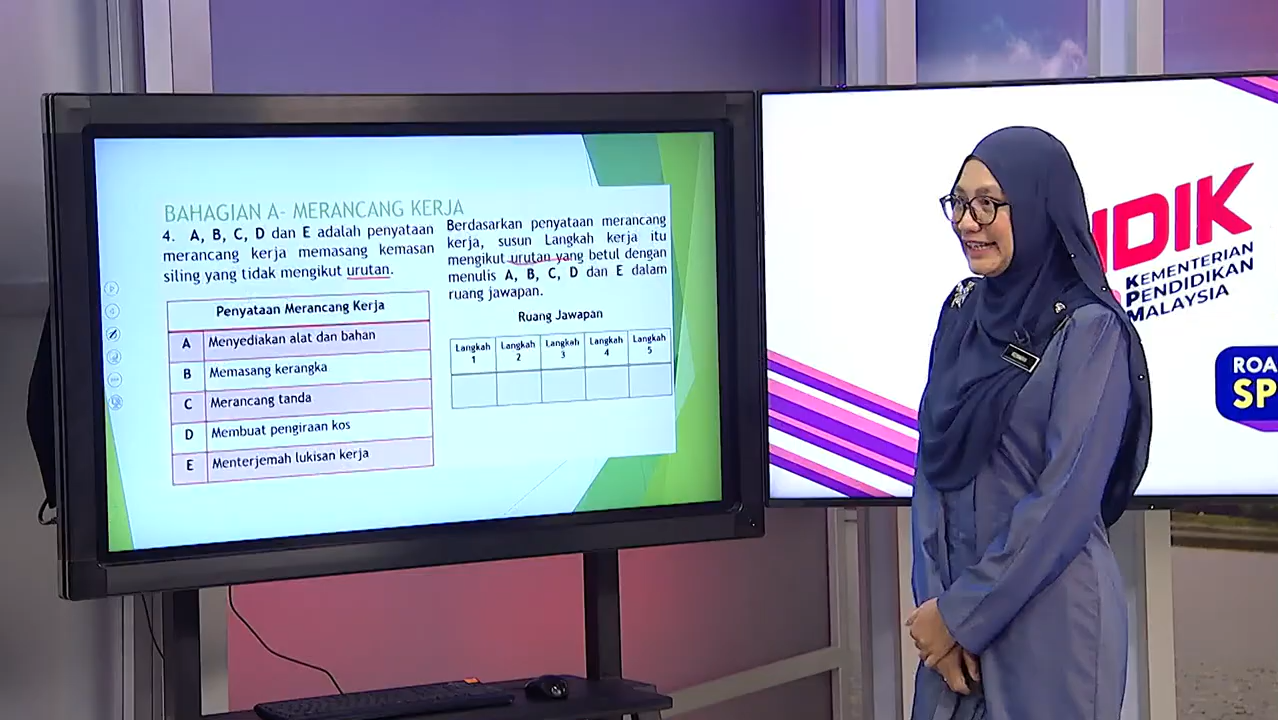 BAHAGIAN A- MERANCANG KERJA
4. A, B, C, D dan E adalah penyataan
merancang kerja memasang kemasan
siling yang tidak mengikut urutan.
Penyataan Merancang Kerja
A Menyediakan alat dan bahan
B Memasang kerangka
C Merancang tanda
D Membuat pengiraan kos
E Menterjemah lukisan kerja
Berdasarkan penyataan merancang
kerja, susun Langkah kerja itu
mengikut urutan yang betul dengan
menulis A, B, C, D dan E dalam
ruang jawapan.
Ruang Jawapan
Langkah 1 Langkah 2 Langkah 3 Langkah 4 Langkah 5
IDIK
KEMENTERIAN
PENDIDIKAN
MALAYSIA
ROA
SP